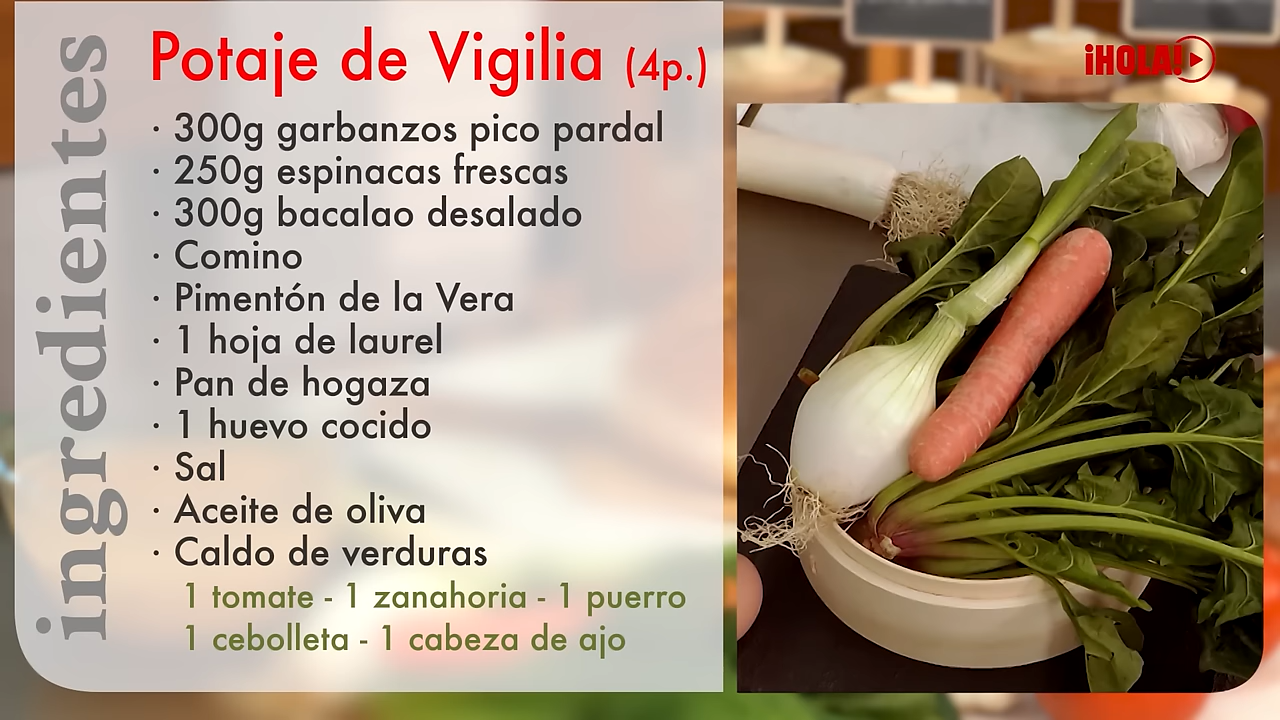 ingredientes
Potaje de Vigilia (4p.)
· 300g garbanzos pico pardal
· 250g espinacas frescas
· 300g bacalao desalado
· Comino
· Pimentón de la Vera
· 1 hoja de laurel
· Pan de hogaza
· 1 huevo cocido
· Sal
· Aceite de oliva
· Caldo de verduras
1 tomate - 1 zanahoria - 1 puerro
1 cebolleta - 1 cabeza de ajo
¡HOLA!